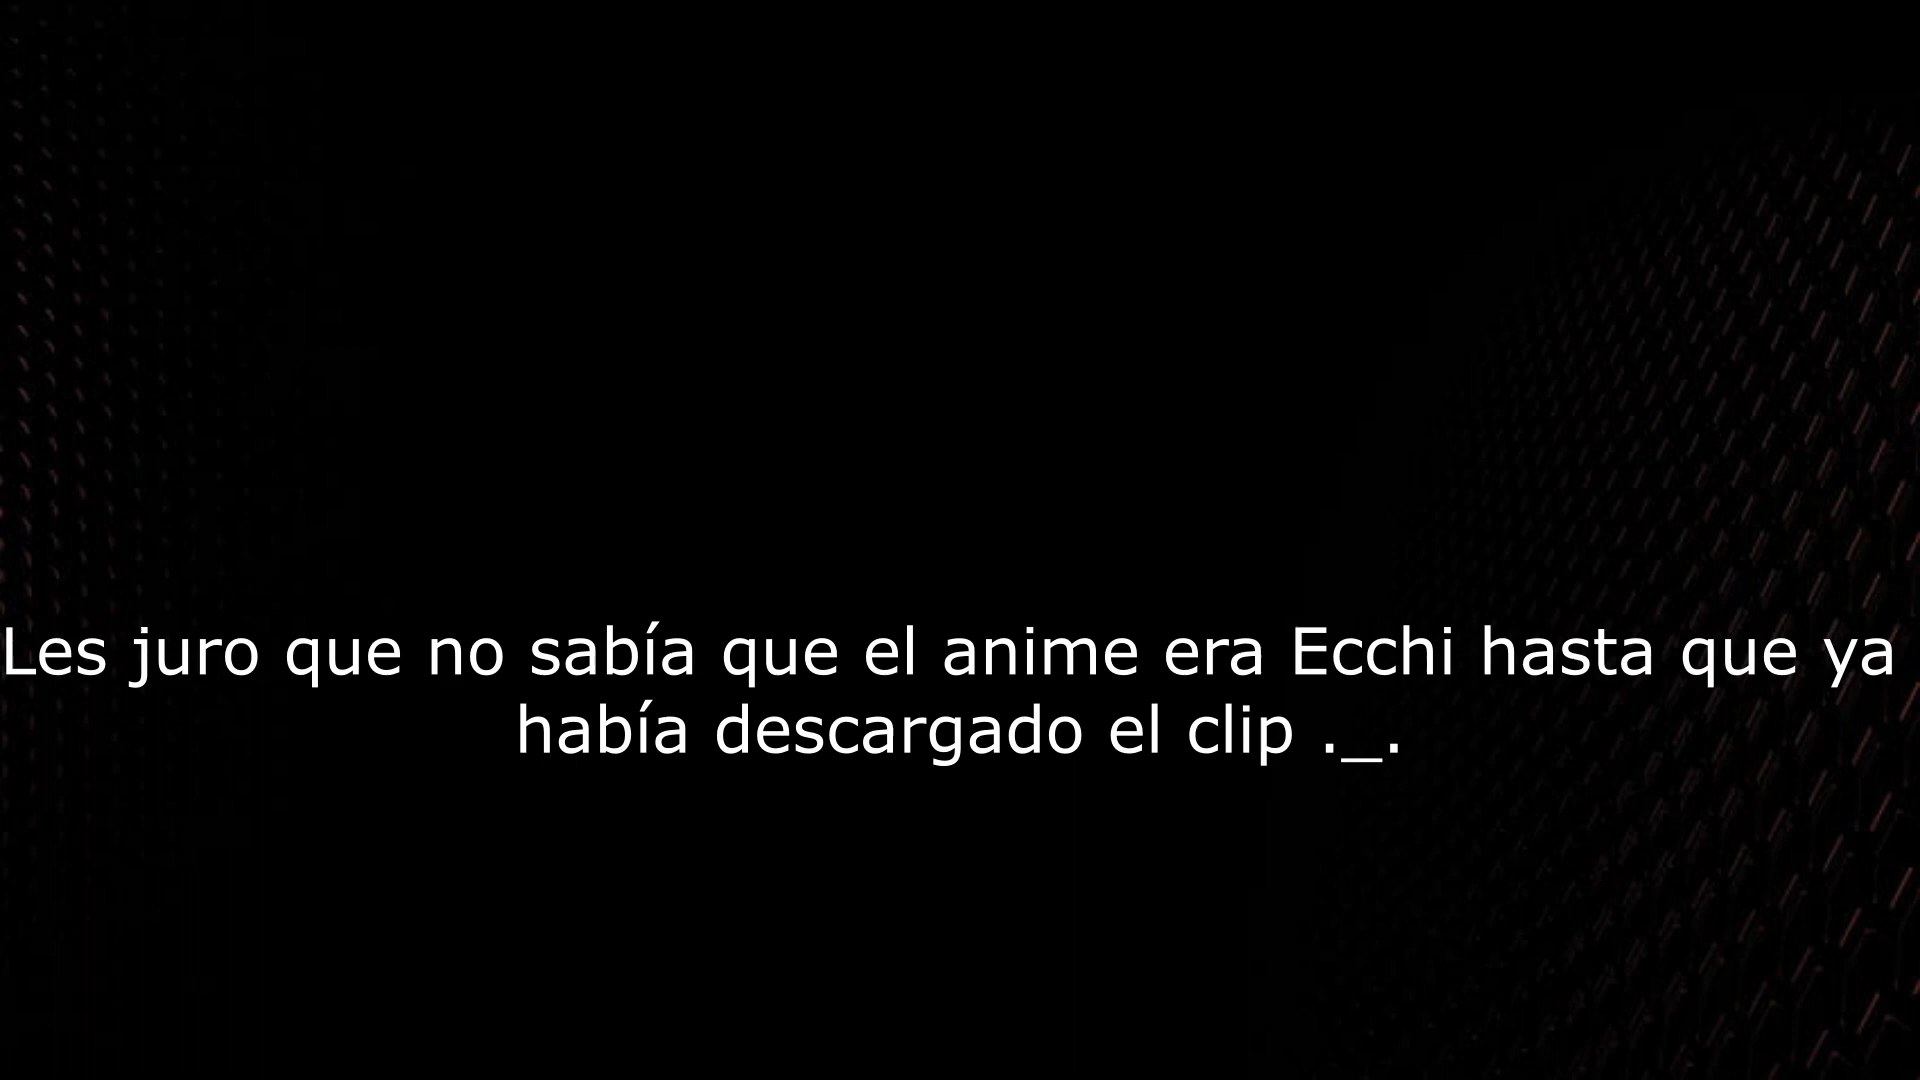 Les juro que no sabía que el anime era Ecchi hasta que ya
había descargado el clip ._.